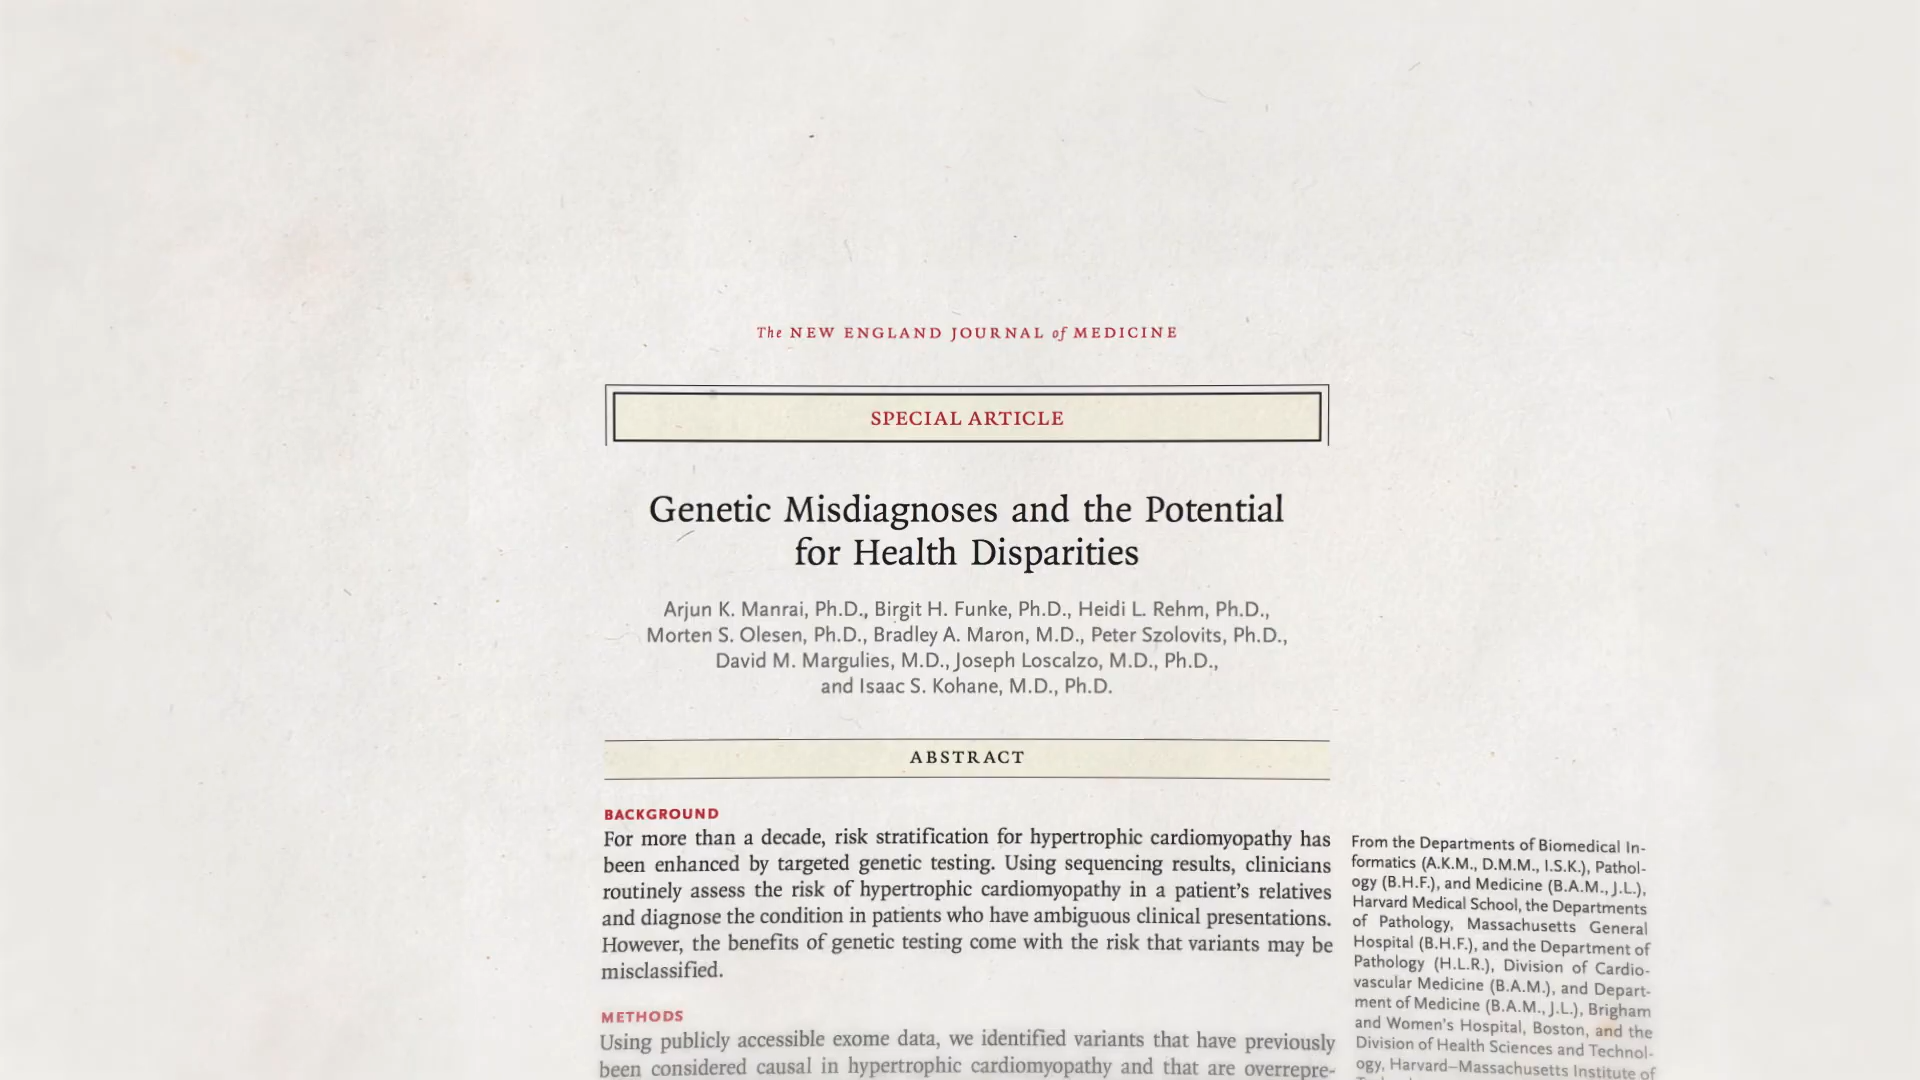 The NEW ENGLAND JOURNAL of MEDICINE
SPECIAL ARTICLE
Genetic Misdiagnoses and the Potential
for Health Disparities
Arjun K. Manrai, Ph.D., Birgit H. Funke, Ph.D., Heidi L. Rehm, Ph.D.,
Morten S. Olesen, Ph.D., Bradley A. Maron, M.D., Peter Szolovits, Ph.D.,
David M. Margulies, M.D., Joseph Loscalzo, M.D., Ph.D.,
and Isaac S. Kohane, M.D., Ph.D.
ABSTRACT
BACKGROUND
For more than a decade, risk stratification for hypertrophic cardiomyopathy has
been enhanced by targeted genetic testing. Using sequencing results, clinicians
routinely assess the risk of hypertrophic cardiomyopathy in a patient's relatives
and diagnose the condition in patients who have ambiguous clinical presentations.
However, the benefits of genetic testing come with the risk that variants may be
misclassified.
METHODS
Using publicly accessible exome data, we identified variants that have previously
been considered causal in hypertrophic cardiomyopathy and that are overrepre-
From the Departments of Biomedical In-
formatics (A.K.M., D.M.M., I.S.K.), Pathol-
ogy (B.H.F.), and Medicine (B.A.M., J.L.),
Harvard Medical School, the Departments
of Pathology, Massachusetts General
Hospital (B.H.F.), and the Department of
Pathology (H.L.R.), Division of Cardio-
vascular Medicine (B.A.M.), and Depart-
ment of Medicine (B.A.M., J.L.), Brigham
and Women's Hospital, Boston, and the
Division of Health Sciences and Technol-
ogy, Harvard–Massachusetts Institute of